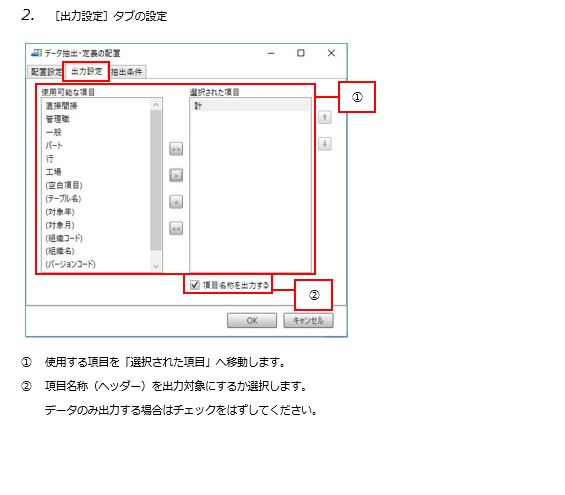 2. ［出力設定］タブの設定
データ抽出・定義の配置
配置設定 出力設定 抽出条件
使用可能な項目 選択された項目
直接間接 計
管理職
一般
パート
行
工場
(空白項目)
(テーブル名)
(対象年)
(対象月)
(組織コード)
(組織名)
(バージョンコード)
>>
>
<
<<
↑
↓
①
項目名称を出力する
②
OK キャンセル
① 使用する項目を「選択された項目」へ移動します。
② 項目名称（ヘッダー）を出力対象にするか選択します。
データのみ出力する場合はチェックをはずしてください。